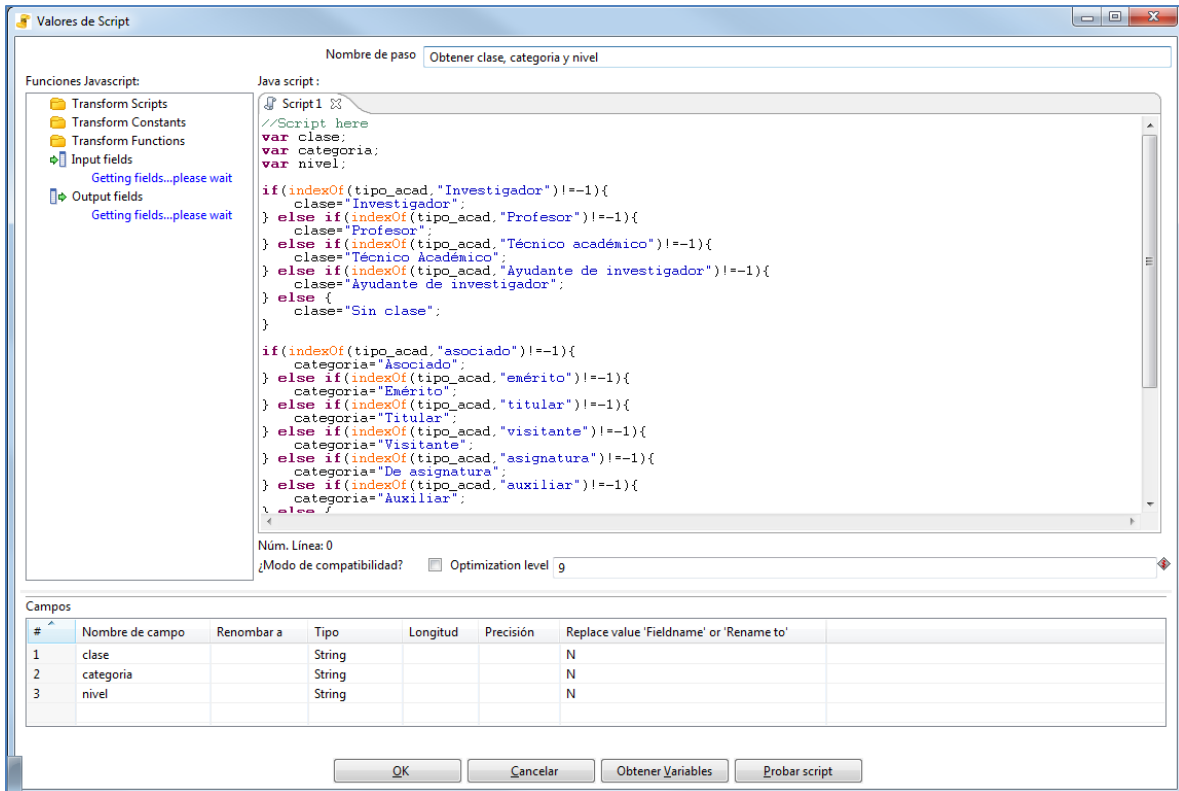 Valores de Script
Nombre de paso Obtener clase, categoria y nivel
Funciones Javascript:
Transform Scripts
Transform Constants
Transform Functions
Input fields
Getting fields...please wait
Output fields
Getting fields...please wait
Java script :
Script 1
//Script here
var clase;
var categoria;
var nivel;
if(indexOf(tipo_acad,"Investigador")!=-1){
clase="Investigador";
} else if(indexOf(tipo_acad,"Profesor")!=-1){
clase="Profesor";
} else if(indexOf(tipo_acad,"Técnico académico")!=-1){
clase="Técnico Académico";
} else if(indexOf(tipo_acad,"Ayudante de investigador")!=-1){
clase="Ayudante de investigador";
} else {
clase="Sin clase";
}
if(indexOf(tipo_acad,"asociado")!=-1){
categoria="Asociado";
} else if(indexOf(tipo_acad,"emérito")!=-1){
categoria="Emérito";
} else if(indexOf(tipo_acad,"titular")!=-1){
categoria="Titular";
} else if(indexOf(tipo_acad,"visitante")!=-1){
categoria="Visitante";
} else if(indexOf(tipo_acad,"asignatura")!=-1){
categoria="De asignatura";
} else if(indexOf(tipo_acad,"auxiliar")!=-1){
categoria="Auxiliar";
} else {
Núm. Línea: 0
¿Modo de compatibilidad? Optimization level 9
Campos
# Nombre de campo Renombar a Tipo Longitud Precisión Replace value 'Fieldname' or 'Rename to'
1 clase String N
2 categoria String N
3 nivel String N
OK Cancelar Obtener Variables Probar script